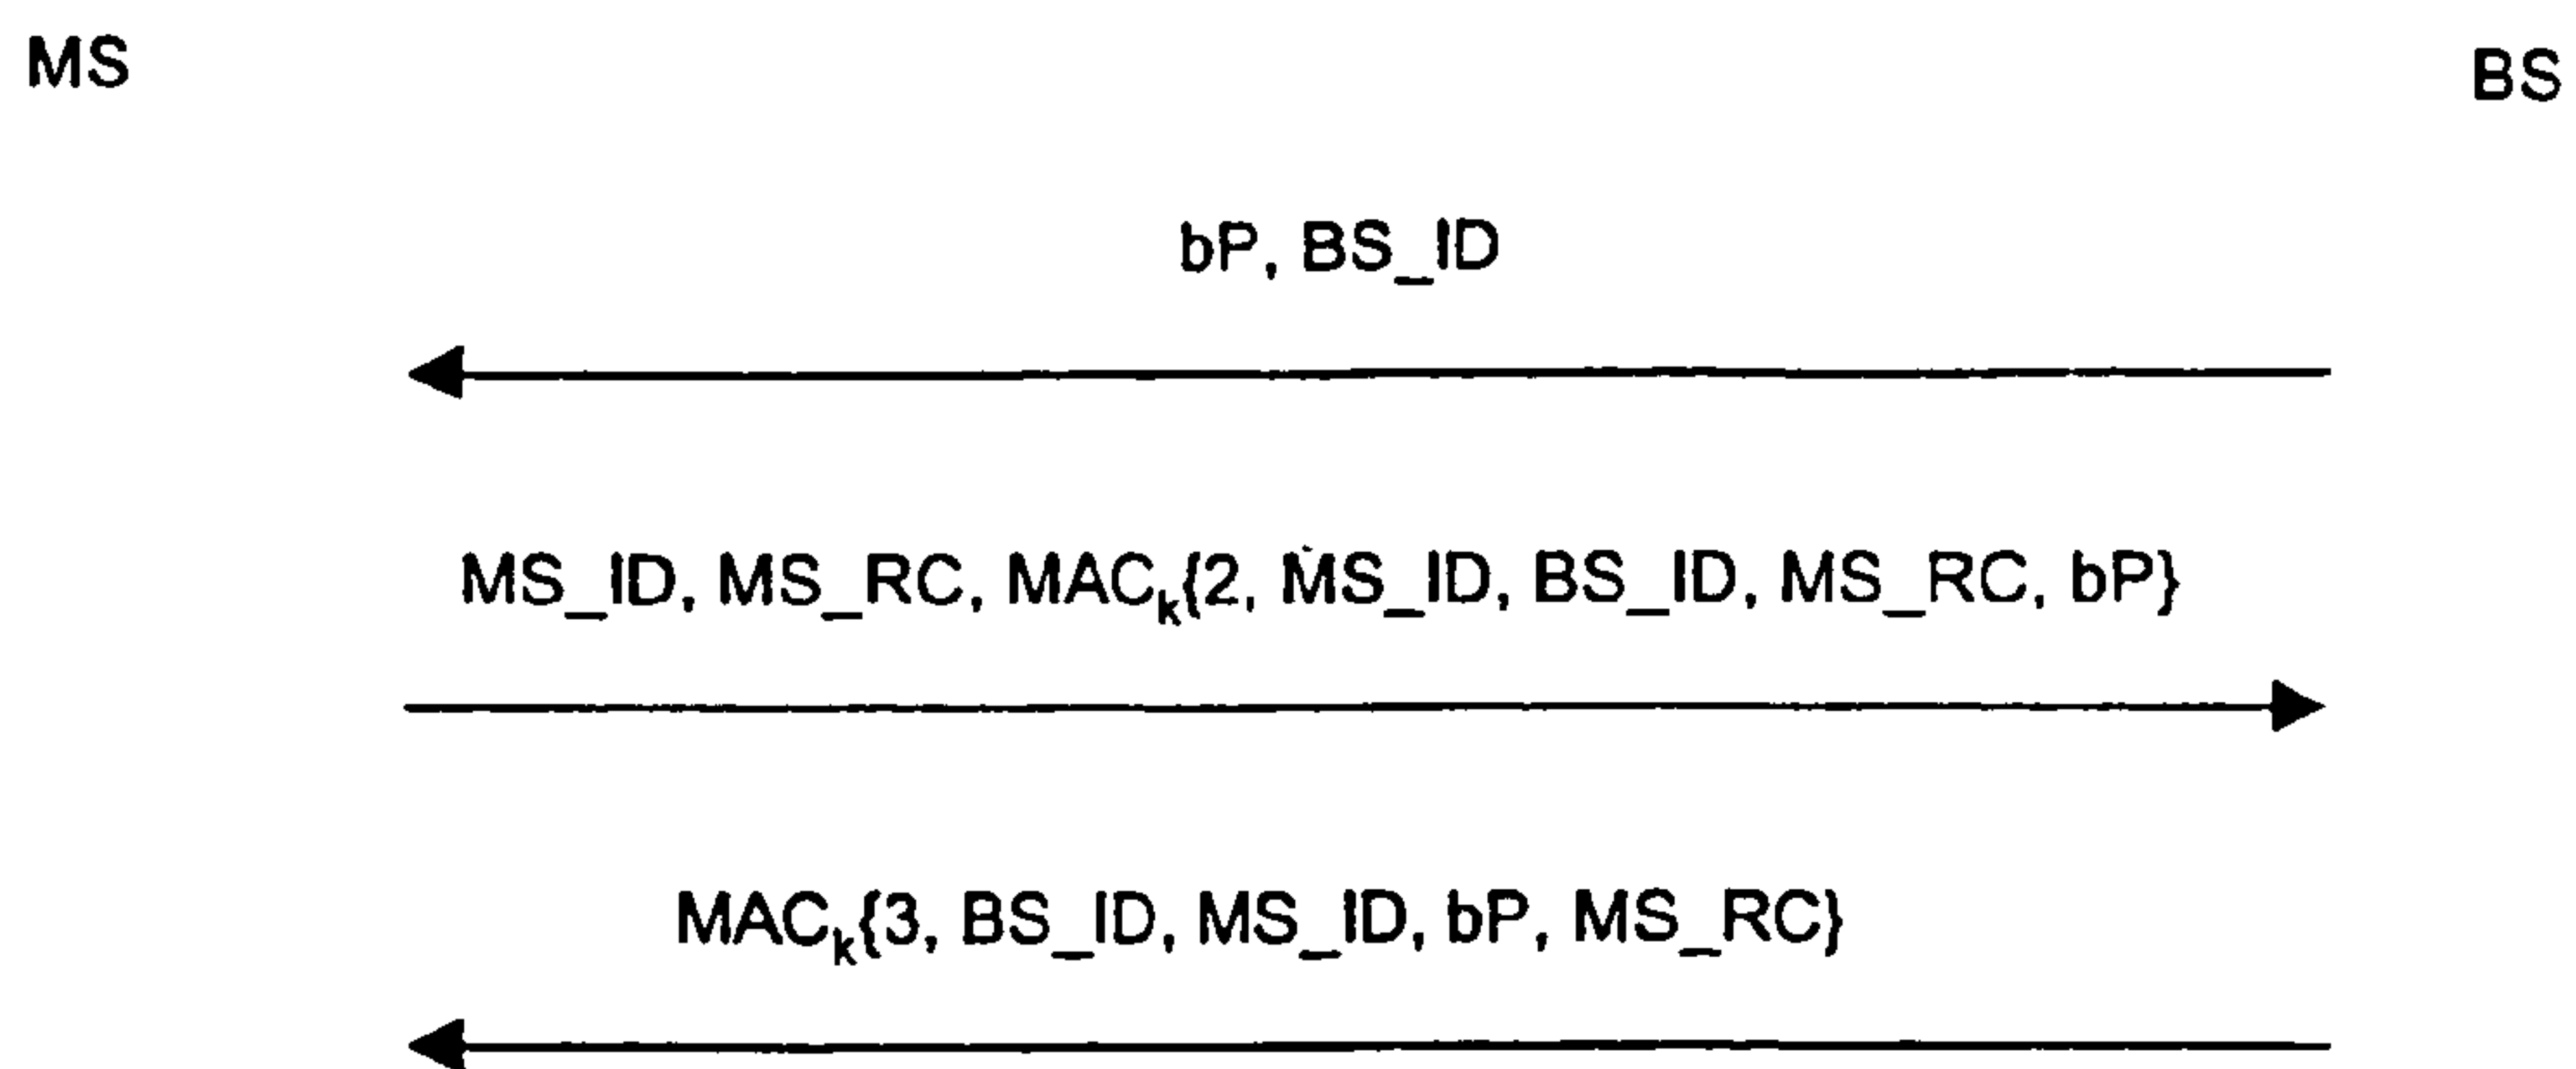 MS
BS
bP, BS_ID
MS_ID, MS_RC, MACk{2, MS_ID, BS_ID, MS_RC, bP}
MACk{3, BS_ID, MS_ID, bP, MS_RC}